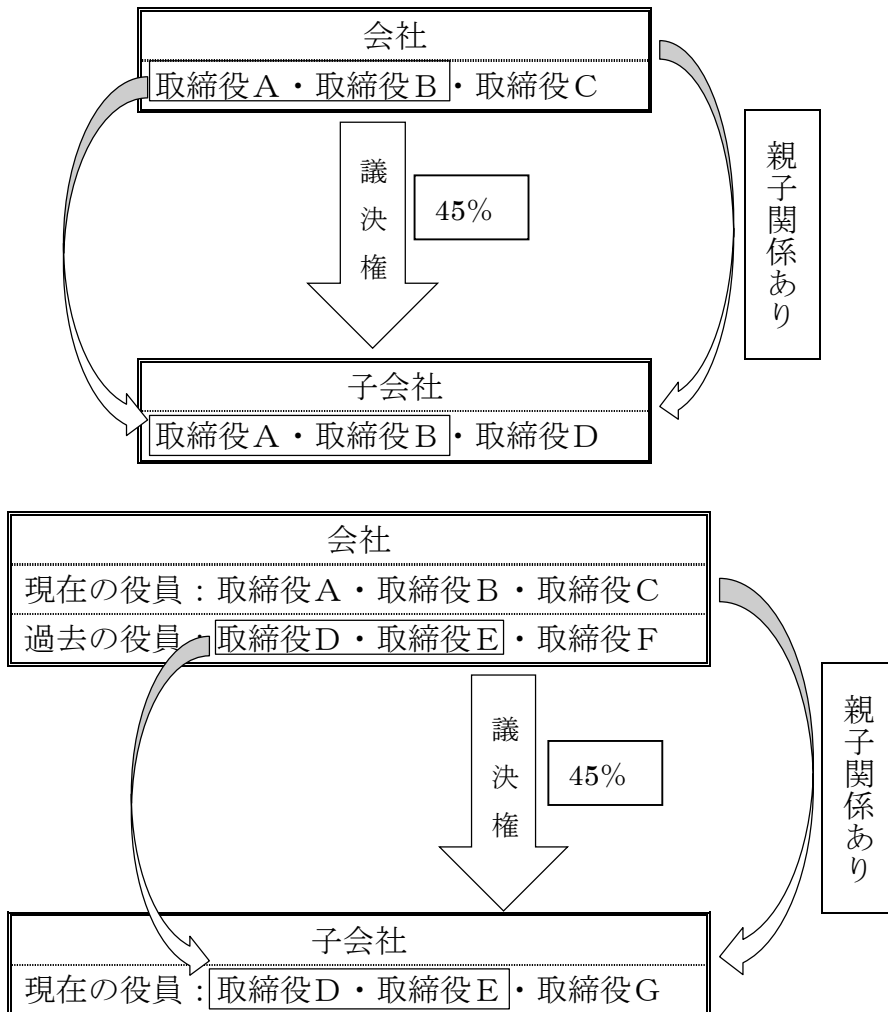 会社
取締役A・取締役B・取締役C
議決権
45%
親子関係あり
子会社
取締役A・取締役B・取締役D
会社
現在の役員：取締役A・取締役B・取締役C
過去の役員：取締役D・取締役E・取締役F
議決権
45%
親子関係あり
子会社
現在の役員：取締役D・取締役E・取締役G